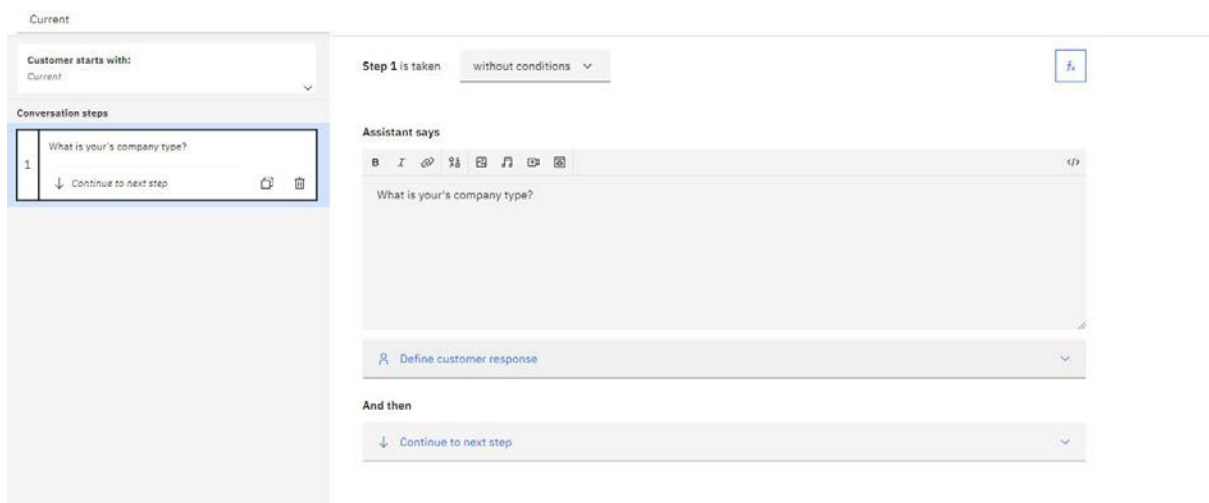 Current
Customer starts with:
Current
Conversation steps
1
What is your's company type?
Continue to next step
Step 1 is taken without conditions
fx
Assistant says
B I </>
What is your's company type?
Define customer response
And then
Continue to next step